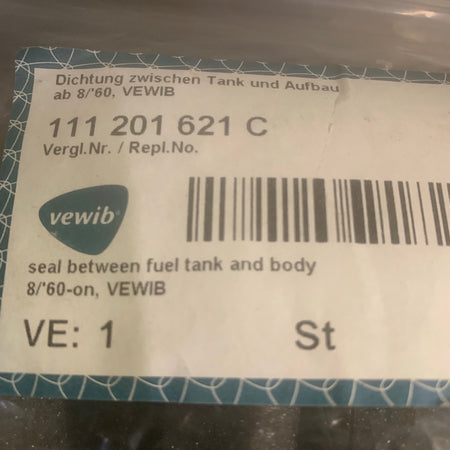 Dichtung zwischen Tank und Aufbau
ab 8/'60, VEWIB
111 201 621 C
Vergl.Nr. / Repl.No.
vewib®
seal between fuel tank and body
8/'60-on, VEWIB
VE: 1 St